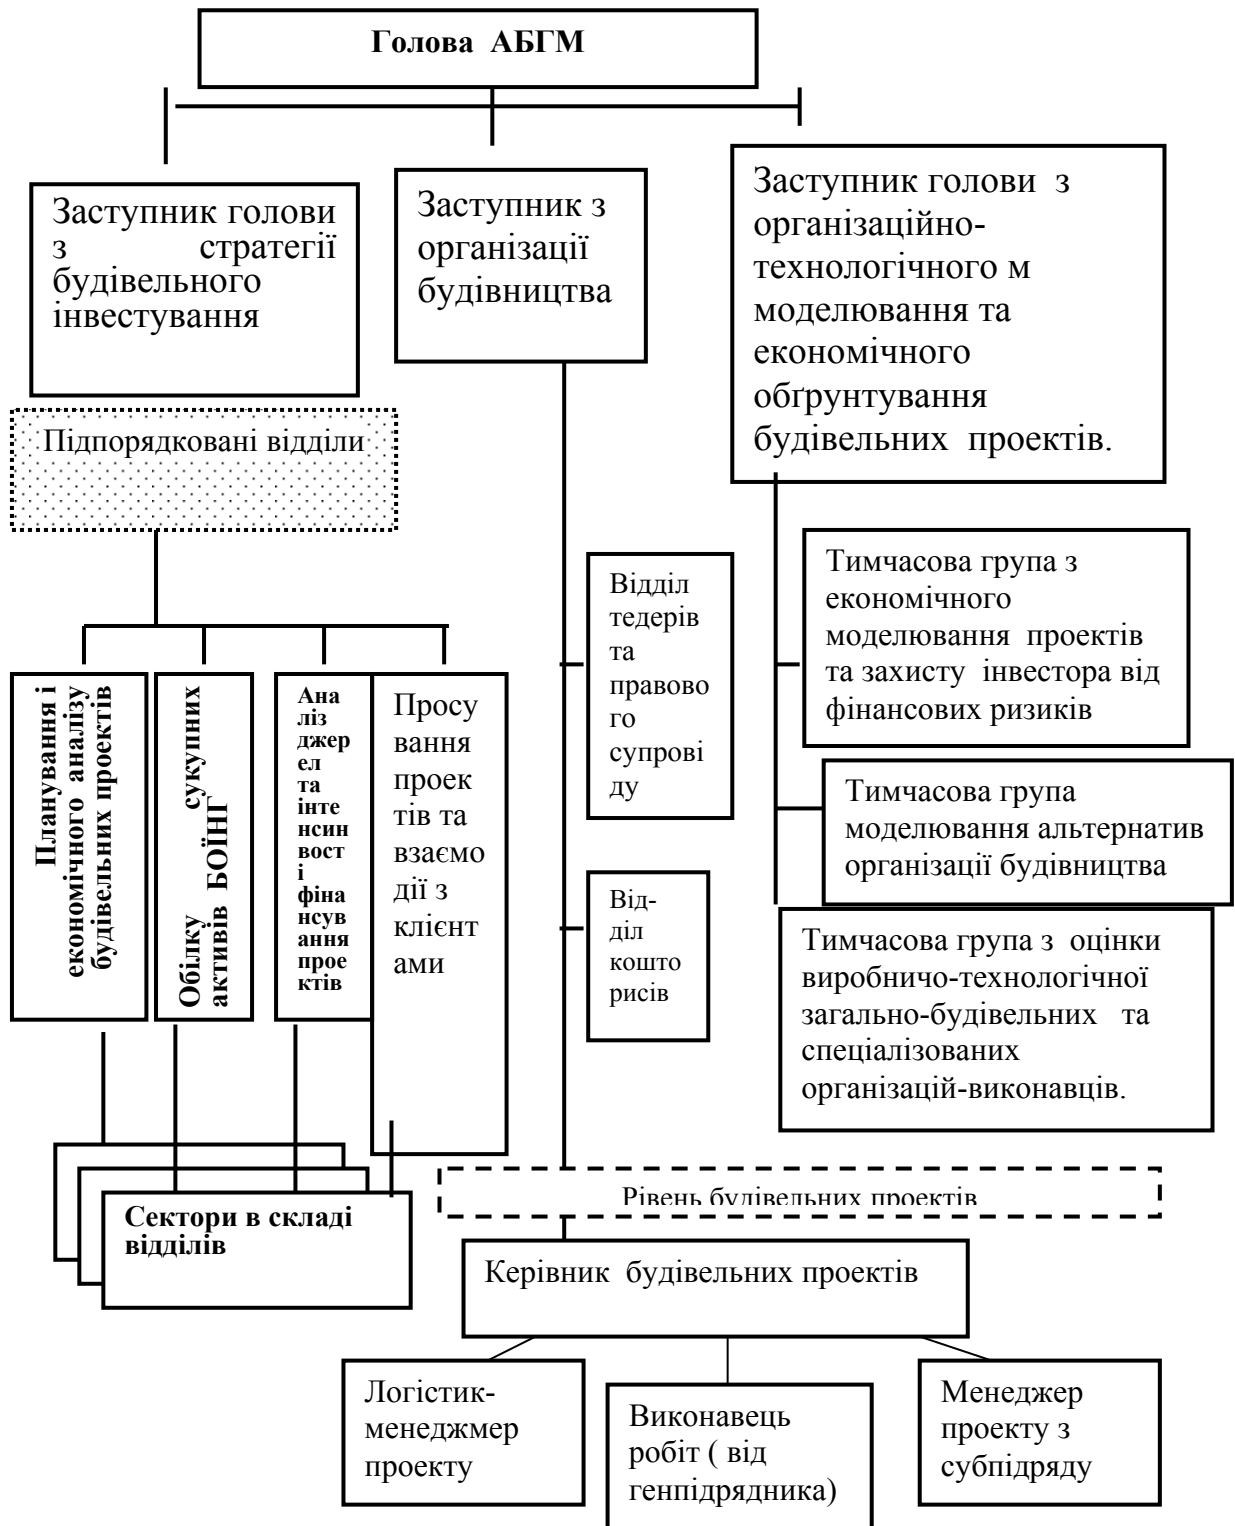 Голова АБГМ
Заступник голови
з стратегії
будівельного
інвестування
Заступник з
організації
будівництва
Заступник голови з
організаційно-
технологічного м
моделювання та
економічного
обґрунтування
будівельних проектів.
Підпорядковані відділи
Планування і
економічного аналізу
будівельних проектів
Обілку сукупних
активів БОЇНГ
Ана
ліз
джер
ел
та
інте
нсин
вост
і
фіна
нсув
ання
прое
ктів
Просу
вання
проек
тів та
взаємо
дії з
клієнт
ами
Сектори в складі
відділів
Відділ
тедерів
та
правово
го
супрові
ду
Від-
діл
кошто
рисів
Тимчасова група з
економічного
моделювання проектів
та захисту інвестора від
фінансових ризиків
Тимчасова група
моделювання альтернатив
організації будівництва
Тимчасова група з оцінки
виробничо-технологічної
загально-будівельних та
спеціалізованих
організацій-виконавців.
Рівень будівельних проектів
Керівник будівельних проектів
Логістик-
менеджмер
проекту
Виконавець
робіт ( від
генпідрядника)
Менеджер
проекту з
субпідряду